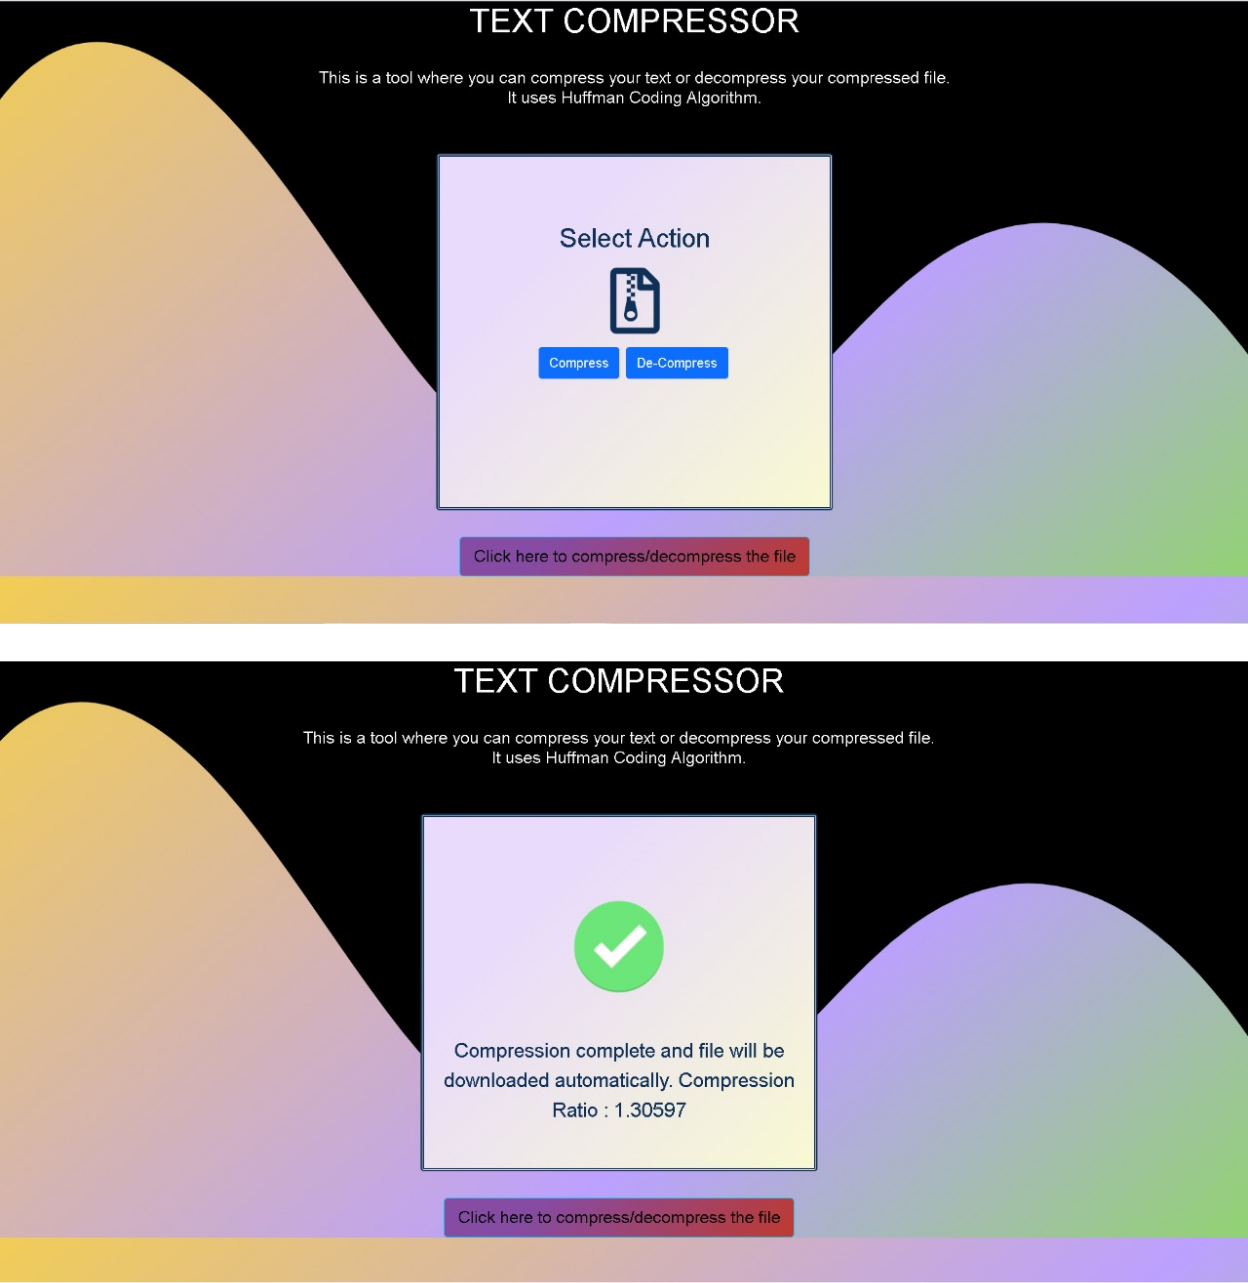 TEXT COMPRESSOR
This is a tool where you can compress your text or decompress your compressed file.
It uses Huffman Coding Algorithm.
Select Action
Compress De-Compress
Click here to compress/decompress the file
TEXT COMPRESSOR
This is a tool where you can compress your text or decompress your compressed file.
It uses Huffman Coding Algorithm.
Compression complete and file will be
downloaded automatically. Compression
Ratio : 1.30597
Click here to compress/decompress the file